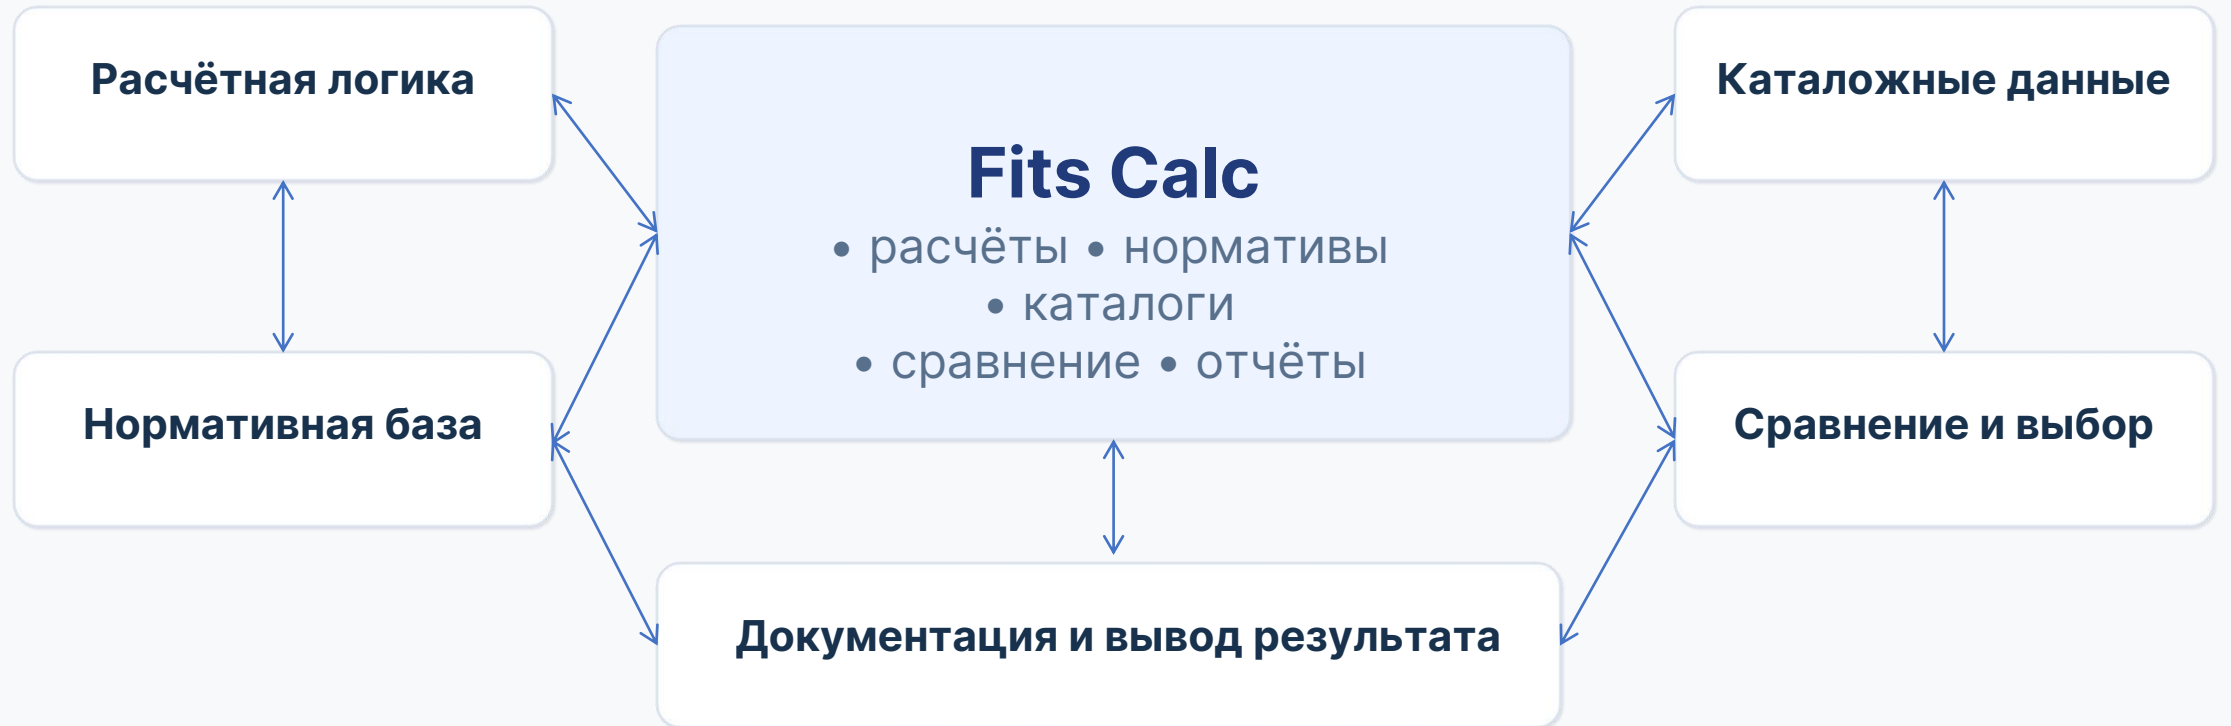 Расчётная логика
Каталожные данные
Fits Calc
• расчёты • нормативы
• каталоги
• сравнение • отчёты
Нормативная база
Сравнение и выбор
Документация и вывод результата